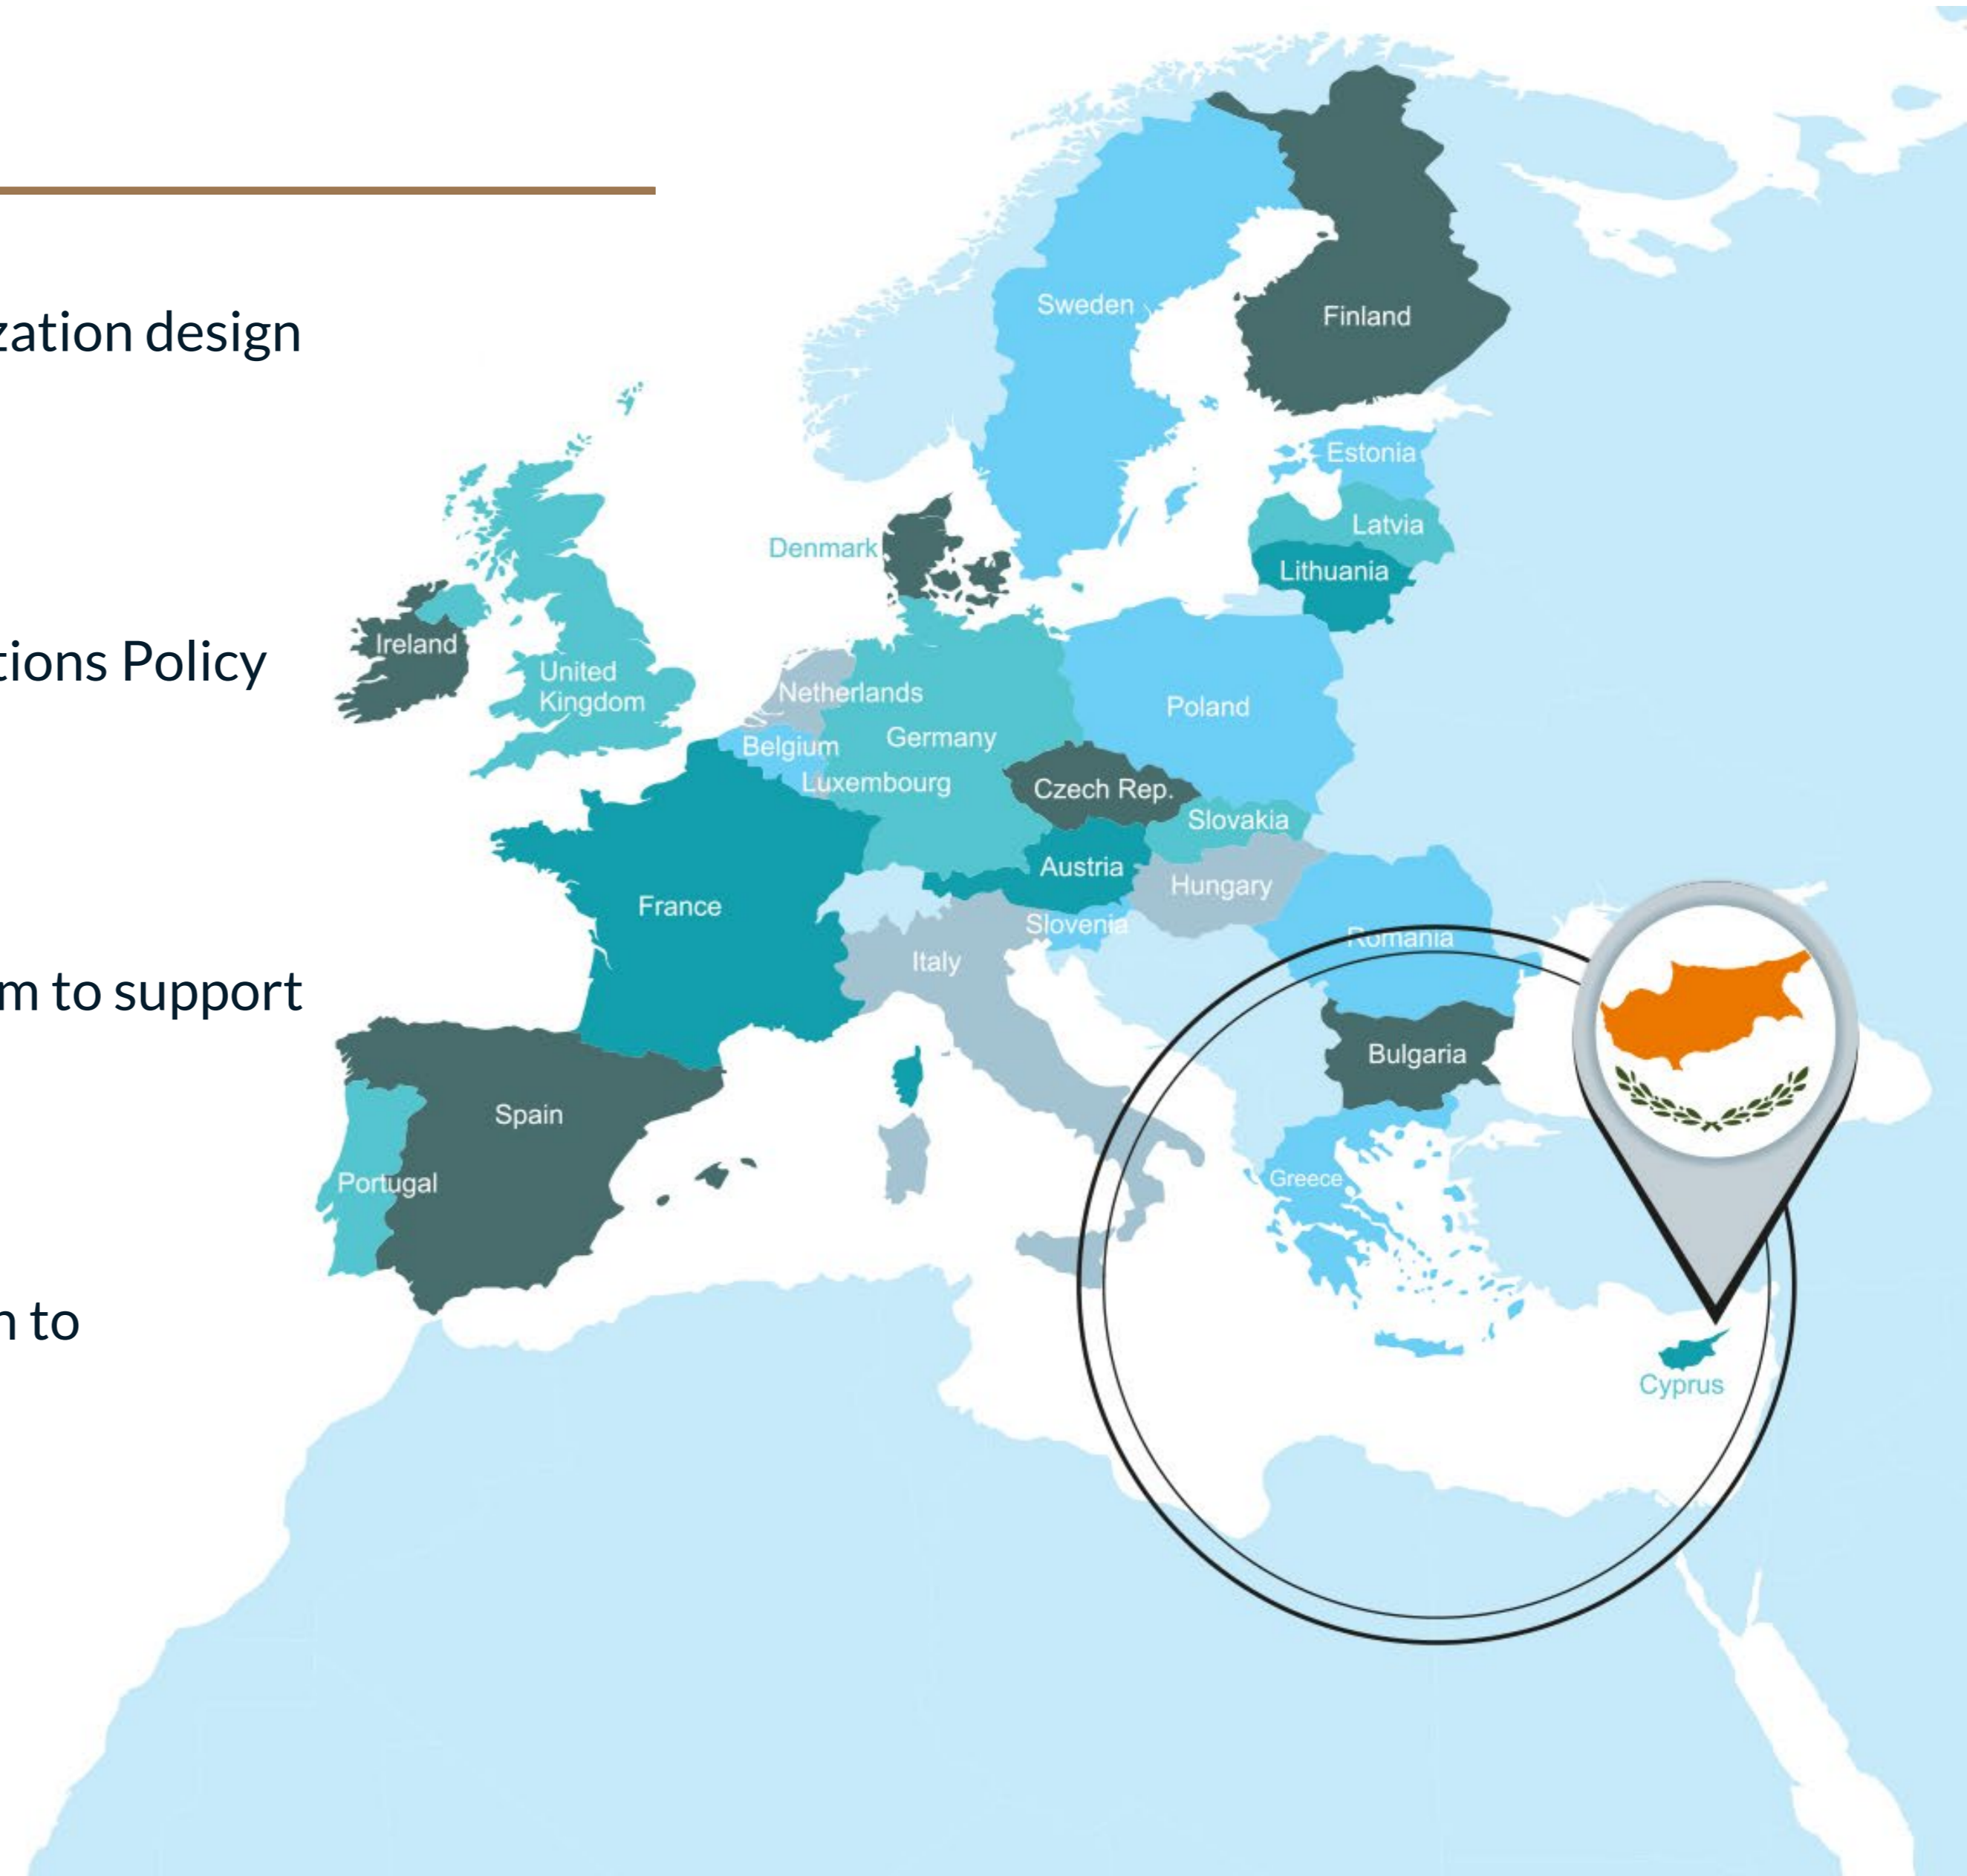 zation design
tions Policy
m to support
n to
Sweden
Finland
Estonia
Latvia
Denmark
Lithuania
Ireland
United
Kingdom
Netherlands
Poland
Belgium
Germany
Luxembourg
Czech Rep.
Slovakia
Austria
Hungary
France
Slovenia
Romania
Italy
Bulgaria
Spain
Portugal
Greece
Cyprus